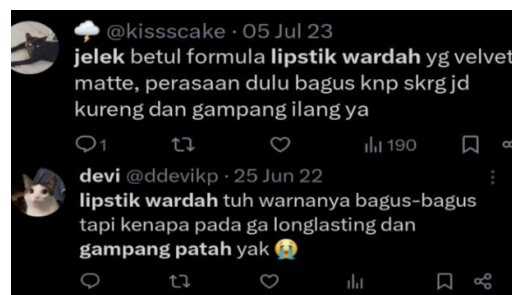 @kissscake · 05 Jul 23
jelek betul formula lipstik wardah yg velvet
matte, perasaan dulu bagus knp skrg jd
kureng dan gampang ilang ya
1 190
devi @ddevikp · 25 Jun 22
lipstik wardah tuh warnanya bagus-bagus
tapi kenapa pada ga longlasting dan
gampang patah yak 😭